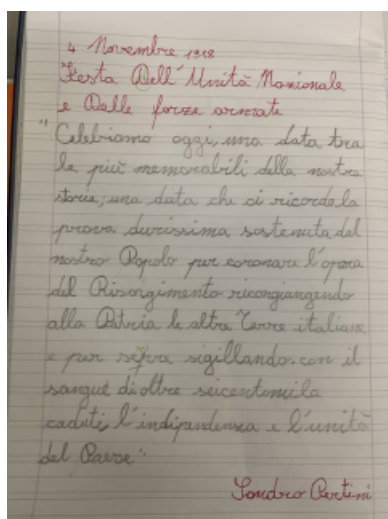 4 Novembre 1918
Festa Dell'Unità Nazionale
e Delle forze armate
"Celebriamo oggi, una data tra
le più memorabili della nostra
storia; una data che ci ricorda la
prova durissima sostenuta dal
nostro Popolo per coronare l'opera
del Risorgimento ricongiungendo
alla Patria le altre Terre italiane
e per sigillando con il
sangue di oltre seicentomila
caduti, l'indipendenza e l'unità
del Paese"
Sandro Pertini